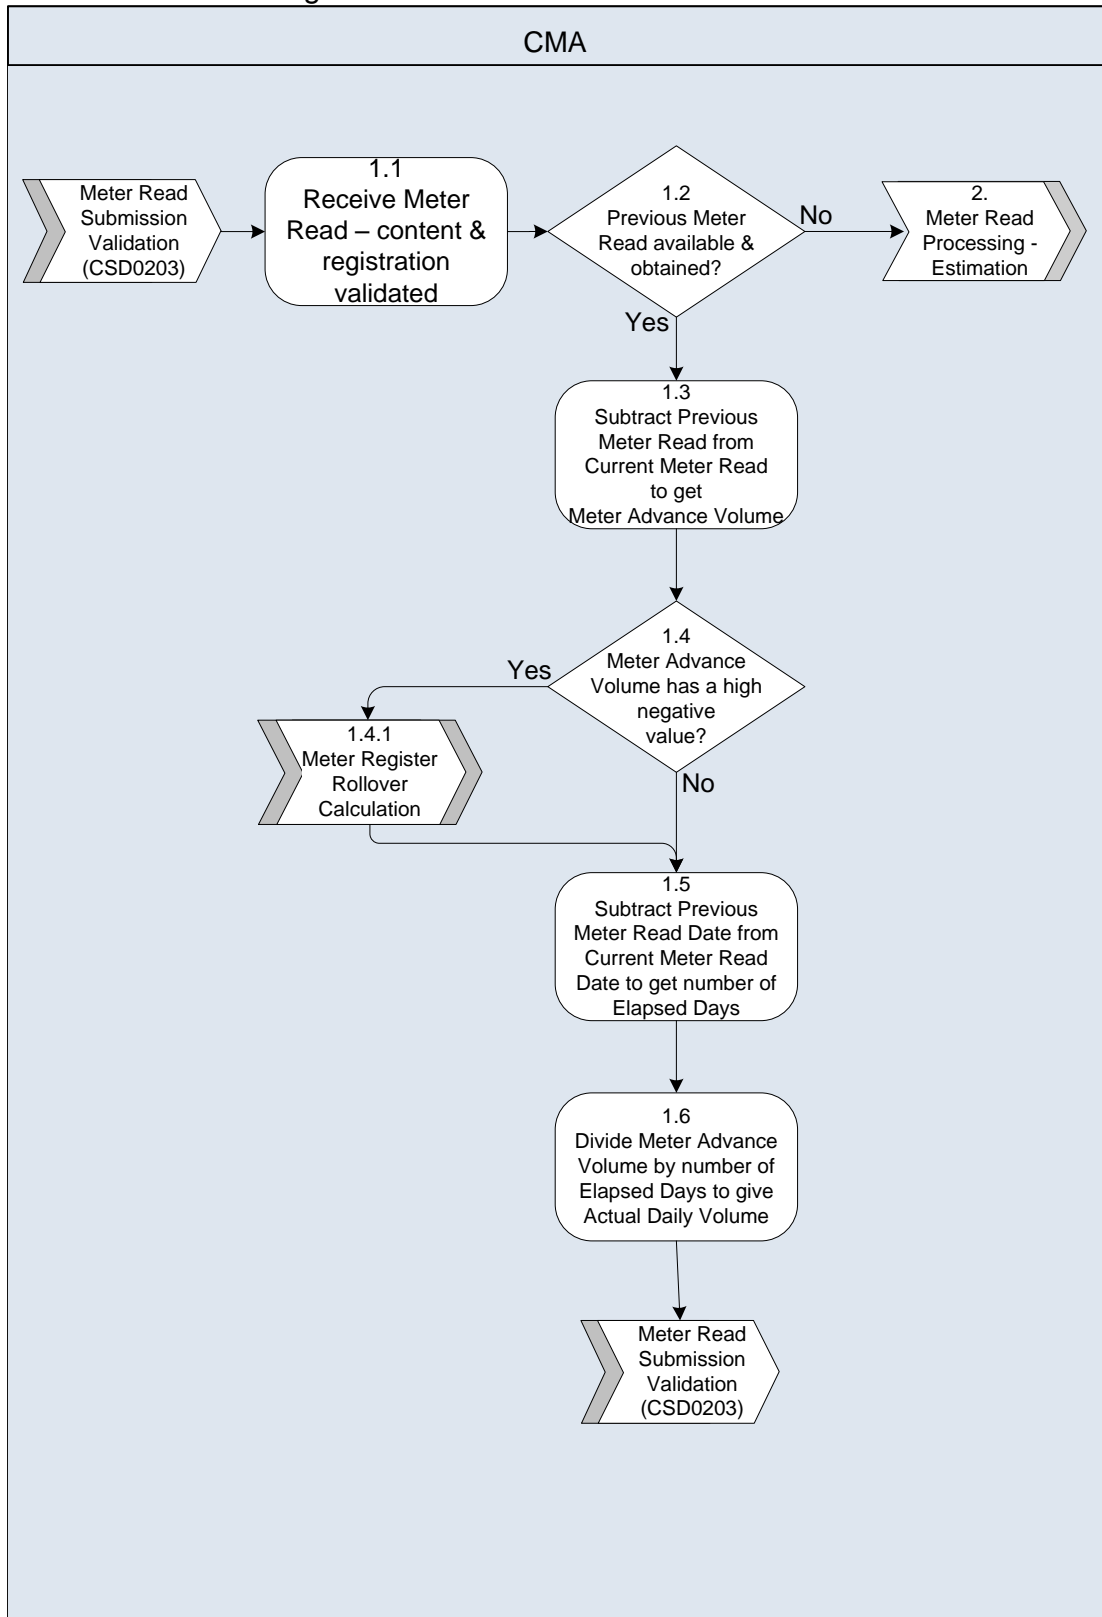 CMA
Meter Read
Submission
Validation
(CSD0203)
1.1
Receive Meter
Read – content &
registration
validated
1.2
Previous Meter
Read available &
obtained?
No
2.
Meter Read
Processing -
Estimation
Yes
1.3
Subtract Previous
Meter Read from
Current Meter Read
to get
Meter Advance Volume
1.4
Meter Advance
Volume has a high
negative
value?
Yes
No
1.4.1
Meter Register
Rollover
Calculation
1.5
Subtract Previous
Meter Read Date from
Current Meter Read
Date to get number of
Elapsed Days
1.6
Divide Meter Advance
Volume by number of
Elapsed Days to give
Actual Daily Volume
Meter Read
Submission
Validation
(CSD0203)